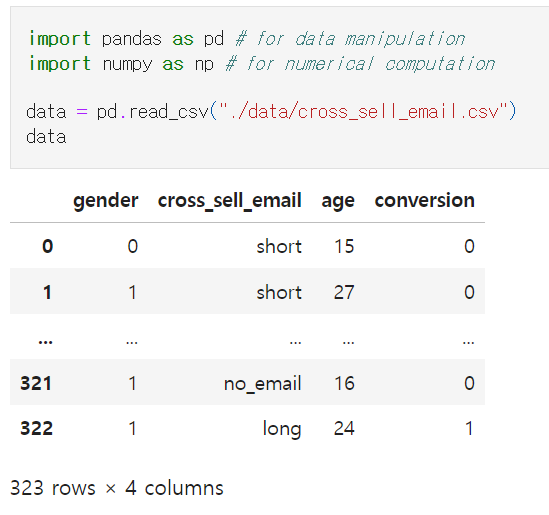 import pandas as pd # for data manipulation
import numpy as np # for numerical computation
data = pd.read_csv("./data/cross_sell_email.csv")
data
gender cross_sell_email age conversion
0 0 short 15 0
1 1 short 27 0
... ... ... ... ...
321 1 no_email 16 0
322 1 long 24 1
323 rows × 4 columns